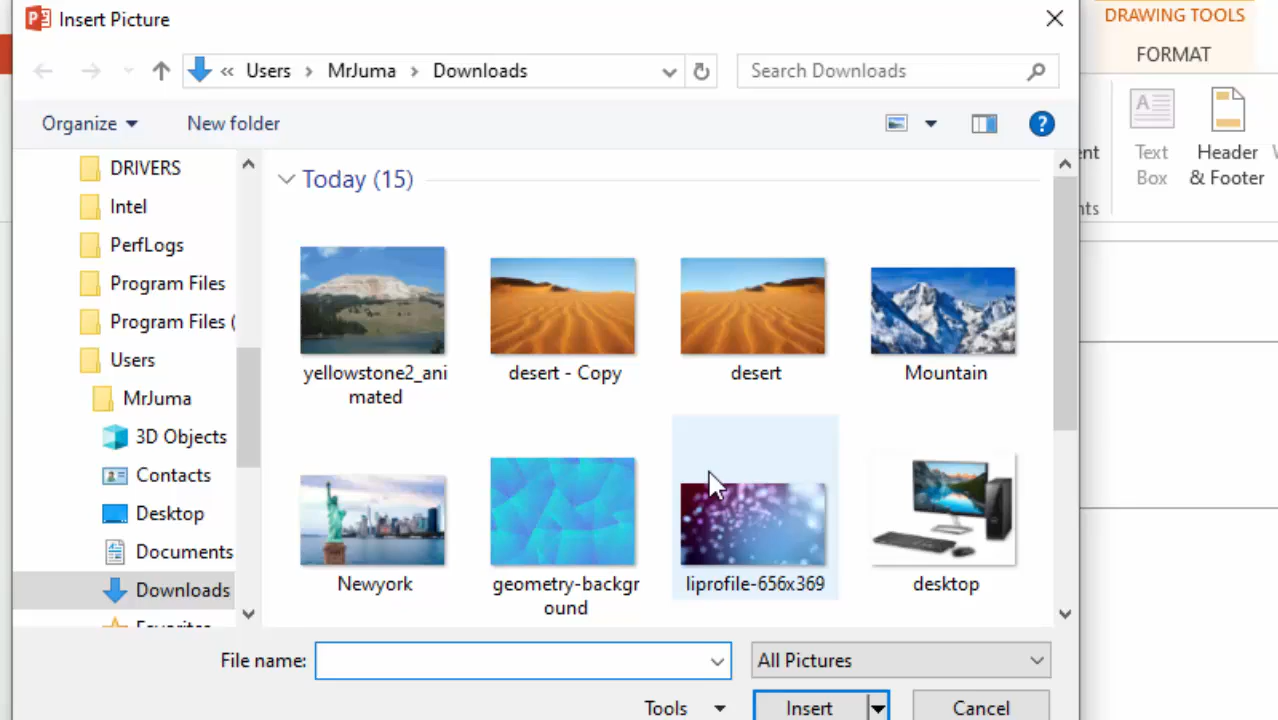 Insert Picture
DRAWING TOOLS
FORMAT
« Users > MrJuma > Downloads
Search Downloads
Organize
New folder
Text
Box
Header
& Footer
DRIVERS
Intel
PerfLogs
Program Files
Program Files (
Users
MrJuma
3D Objects
Contacts
Desktop
Documents
Downloads
Today (15)
yellowstone2_ani
mated
desert - Copy
desert
Mountain
Newyork
geometry-backgr
ound
liprofile-656x369
desktop
File name:
All Pictures
Tools
Insert
Cancel